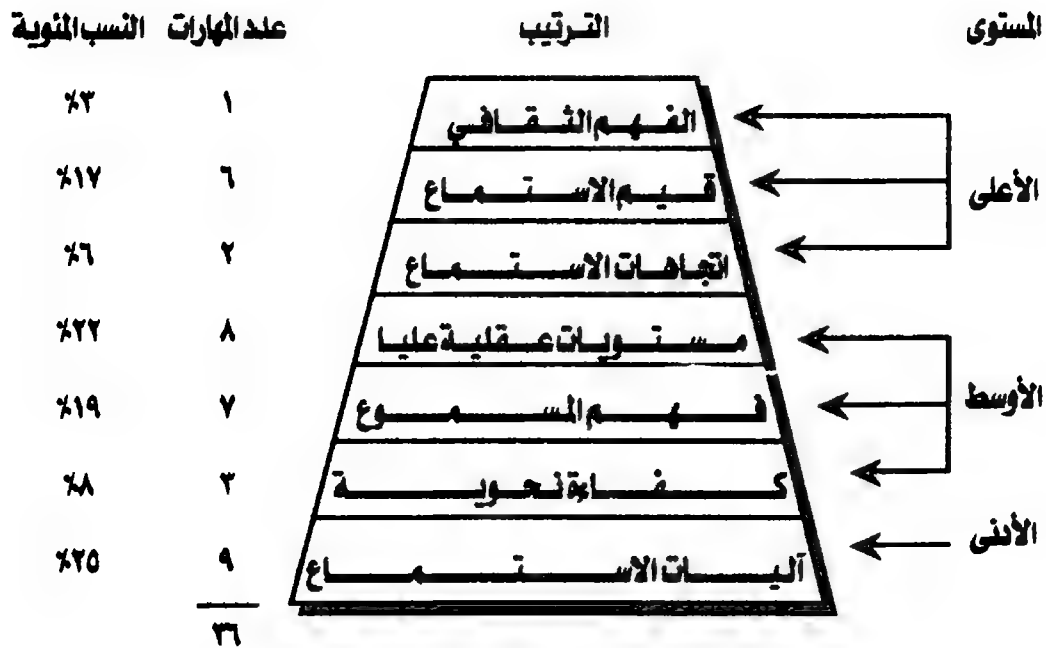 المستوى الترتيب عدد المهارات النسب المئوية
الفهم الثقافي ١ ٣٪
الأعلى قيم الاستماع ٦ ١٧٪
اتجاهات الاستماع ٢ ٦٪
مستويات عقلية عليا ٨ ٢٢٪
الأوسط فهم المسموع ٧ ١٩٪
كفاءة نحوية ٣ ٨٪
الأدنى آليات الاستماع ٩ ٢٥٪
٣٦